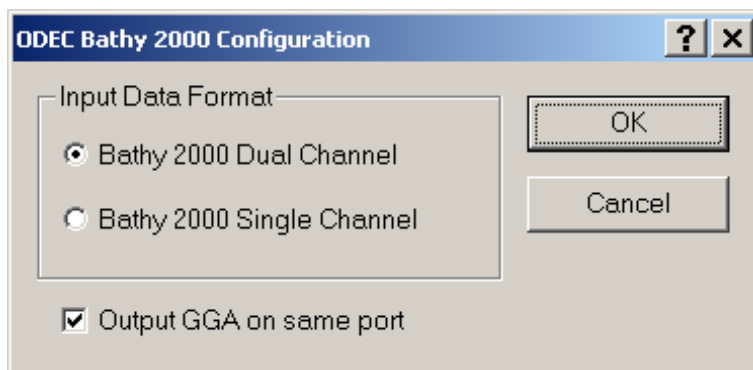 ODEC Bathy 2000 Configuration
Input Data Format
Bathy 2000 Dual Channel
Bathy 2000 Single Channel
OK
Cancel
Output GGA on same port